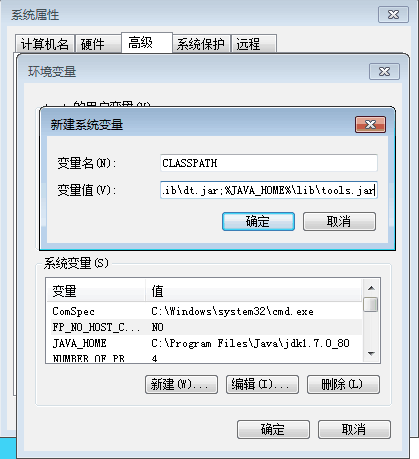 系统属性
计算机名 硬件 高级 系统保护 远程
环境变量
的用户变量(U)
新建系统变量
变量名(N): CLASSPATH
变量值(V): .ib\dt.jar;%JAVA_HOME%\lib\tools.jar
确定 取消
系统变量(S)
变量 值
ComSpec C:\Windows\system32\cmd.exe
FP_NO_HOST_C... NO
JAVA_HOME C:\Program Files\Java\jdk1.7.0_80
NUMBER_OF_PR 4
新建(W)... 编辑(I)... 删除(L)
确定 取消